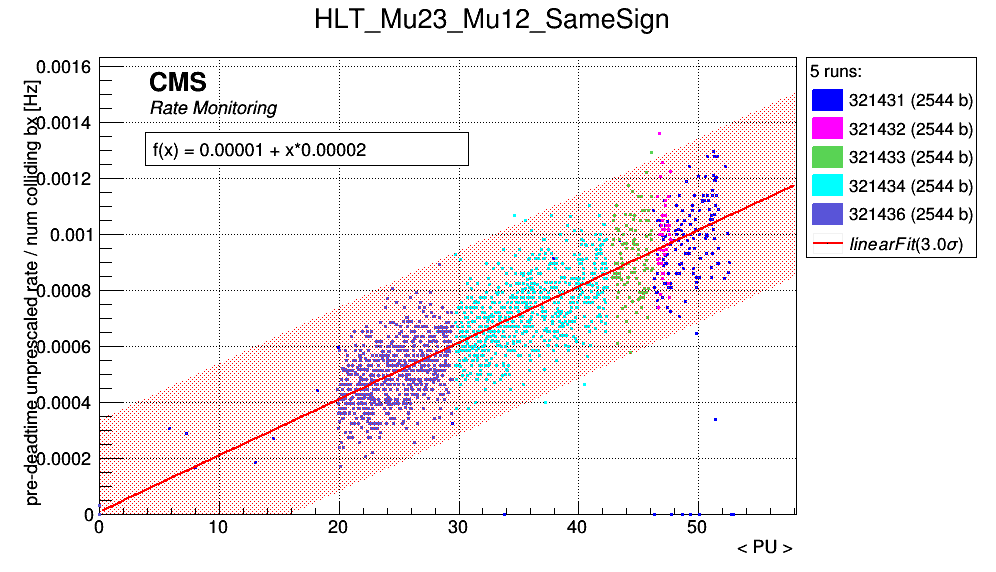 HLT_Mu23_Mu12_SameSign
pre-deadtime unprescaled rate / num colliding bx [Hz]
0.0016
0.0014
0.0012
0.001
0.0008
0.0006
0.0004
0.0002
0
CMS
Rate Monitoring
f(x) = 0.00001 + x*0.00002
0 10 20 30 40 50
< PU >
5 runs:
321431 (2544 b)
321432 (2544 b)
321433 (2544 b)
321434 (2544 b)
321436 (2544 b)
linearFit(3.0σ)